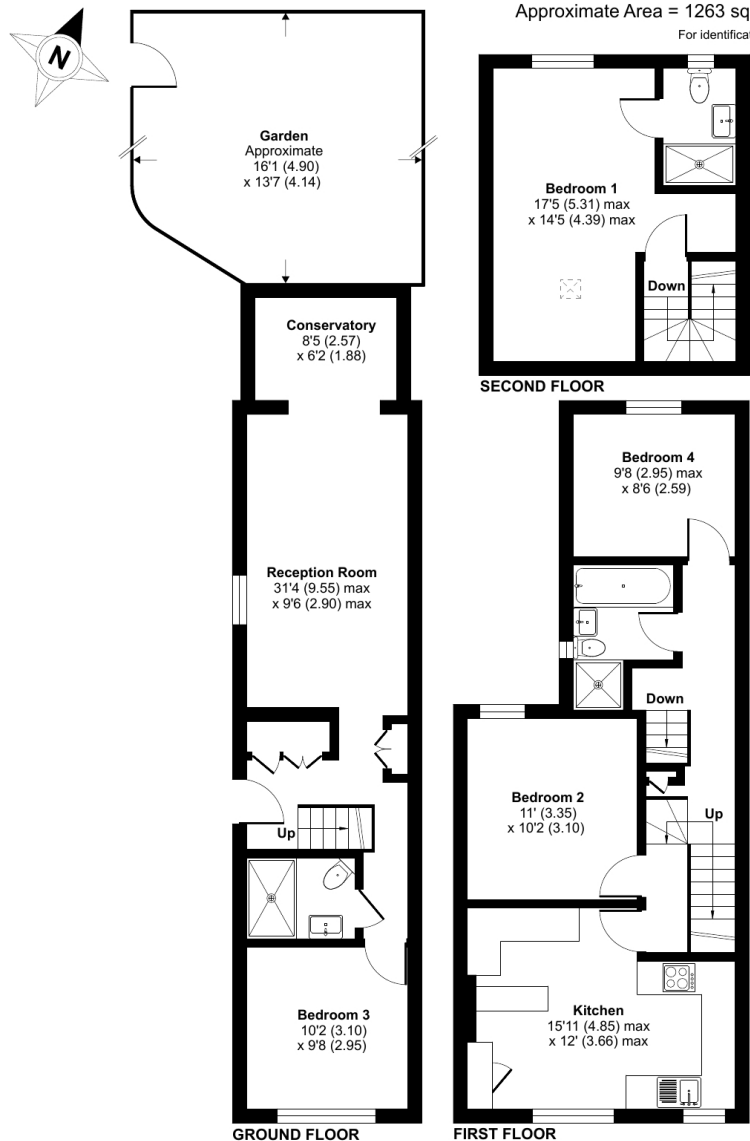 Approximate Area = 1263 sq
For identificat
N
Garden
Approximate
16'1 (4.90)
x 13'7 (4.14)
Conservatory
8'5 (2.57)
x 6'2 (1.88)
Reception Room
31'4 (9.55) max
x 9'6 (2.90) max
Up
Bedroom 3
10'2 (3.10)
x 9'8 (2.95)
GROUND FLOOR
Bedroom 1
17'5 (5.31) max
x 14'5 (4.39) max
Down
SECOND FLOOR
Bedroom 4
9'8 (2.95) max
x 8'6 (2.59)
Down
Bedroom 2
11' (3.35)
x 10'2 (3.10)
Up
Kitchen
15'11 (4.85) max
x 12' (3.66) max
FIRST FLOOR